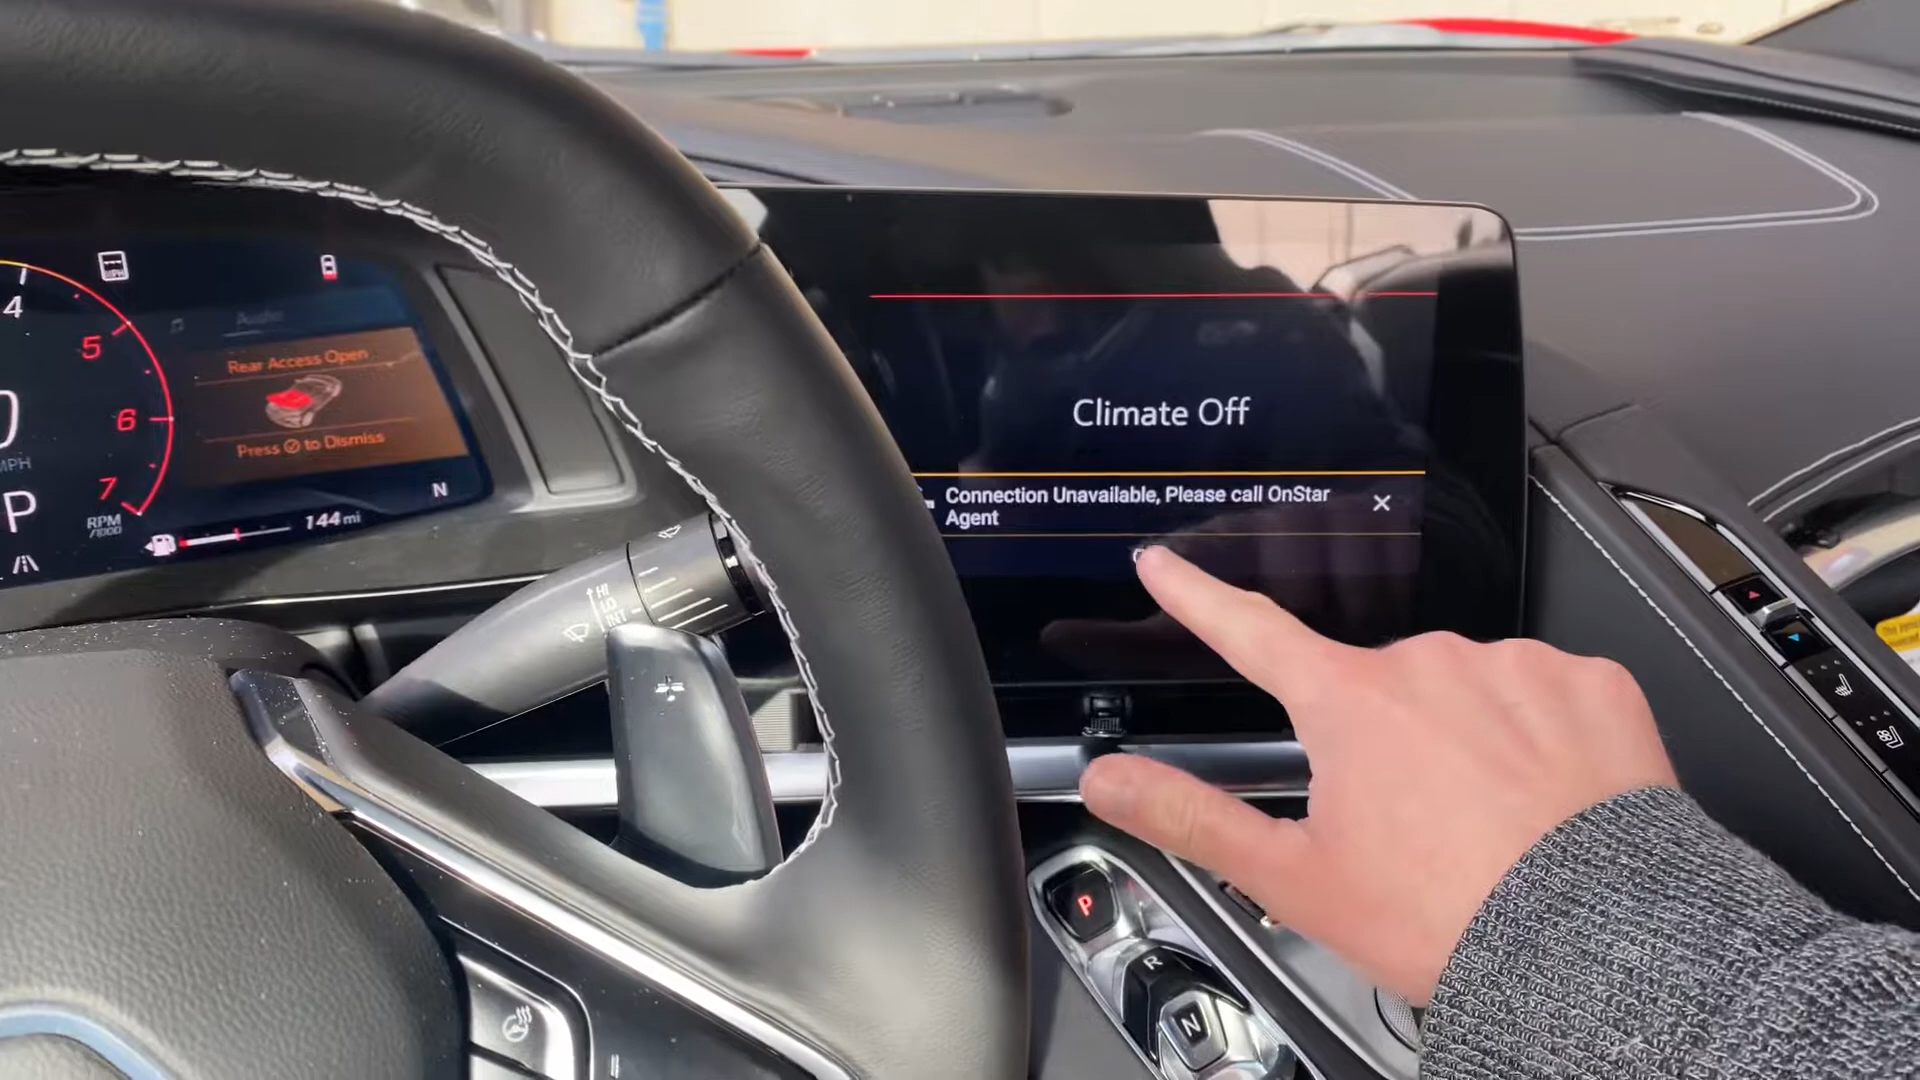 4
5
6
7
MPH
P
RPM
/1000
Audio
Rear Access Open
Press to Dismiss
N
144 mi
HI
LO
INT
Climate Off
Connection Unavailable, Please call OnStar
Agent
P
R
N